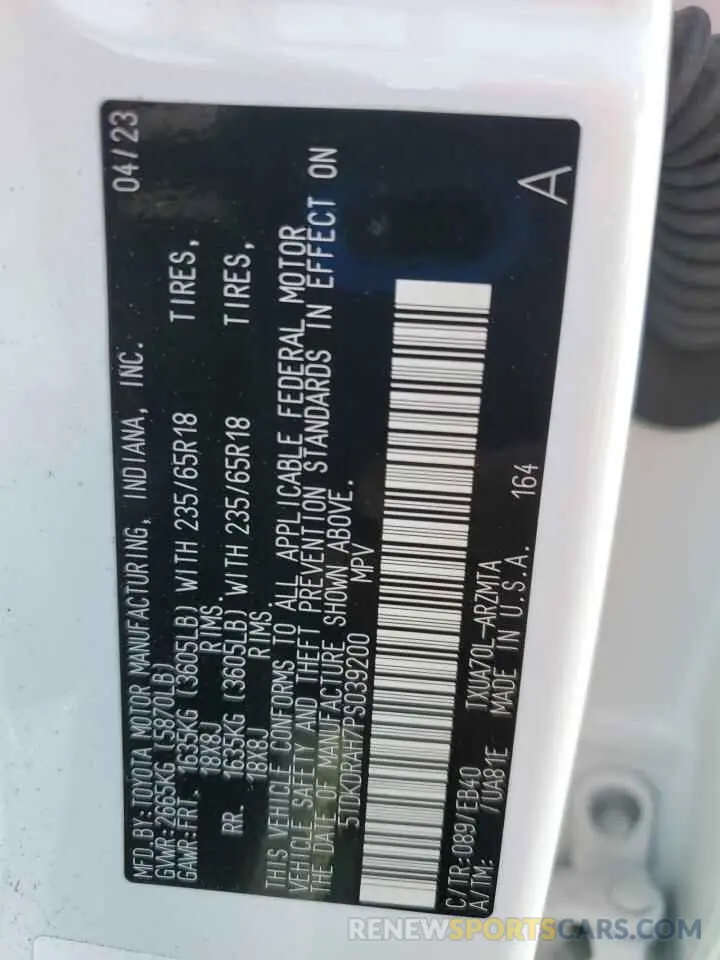 MFD.BY:TOYOTA MOTOR MANUFACTURING, INDIANA, INC. 04/23
GVWR:2665KG (5870LB)
GAWR:FRT. 1635KG (3605LB) WITH 235/65R18 TIRES,
18X8J RIMS.
RR. 1635KG (3605LB) WITH 235/65R18 TIRES,
18X8J RIMS
THIS VEHICLE CONFORMS TO ALL APPLICABLE FEDERAL MOTOR
VEHICLE SAFETY AND THEFT PREVENTION STANDARDS IN EFFECT ON
THE DATE OF MANUFACTURE SHOWN ABOVE.
5TDKDRAH7PS039200 MPV
C/TR:089/EB40 TXUA70L-ARZMTA
A/TM: /UA81E MADE IN U.S.A. 164
A
RENEWSPORTSCARS.COM